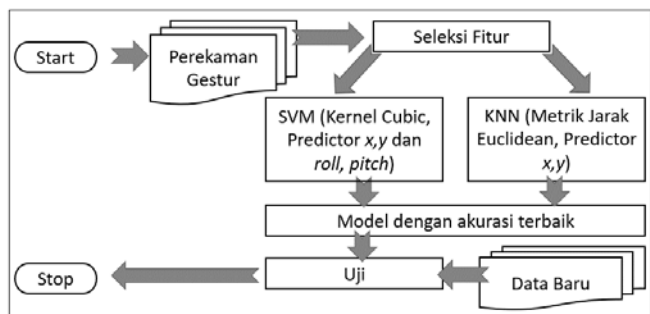 Start
Perekaman
Gestur
Seleksi Fitur
SVM (Kernel Cubic,
Predictor x,y dan
roll, pitch)
KNN (Metrik Jarak
Euclidean, Predictor
x,y)
Model dengan akurasi terbaik
Stop
Uji
Data Baru